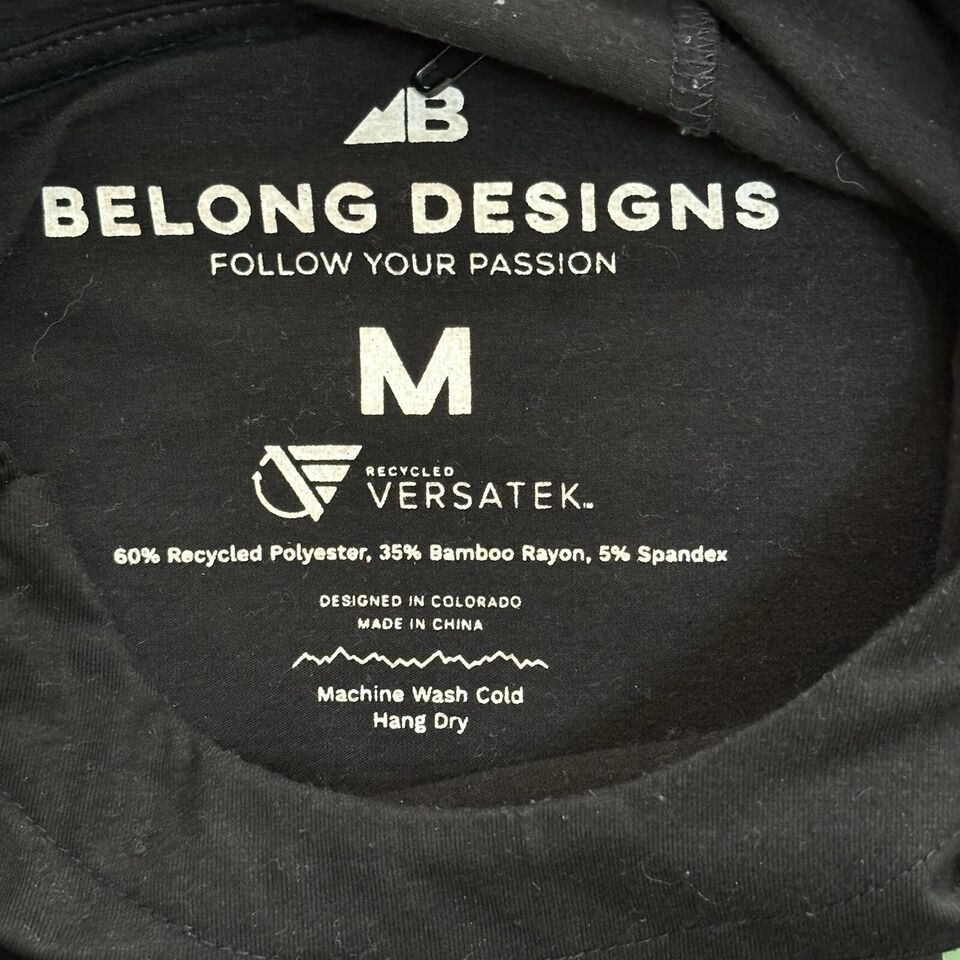 B
BELONG DESIGNS
FOLLOW YOUR PASSION
M
RECYCLED
VERSATEK™
60% Recycled Polyester, 35% Bamboo Rayon, 5% Spandex
DESIGNED IN COLORADO
MADE IN CHINA
Machine Wash Cold
Hang Dry